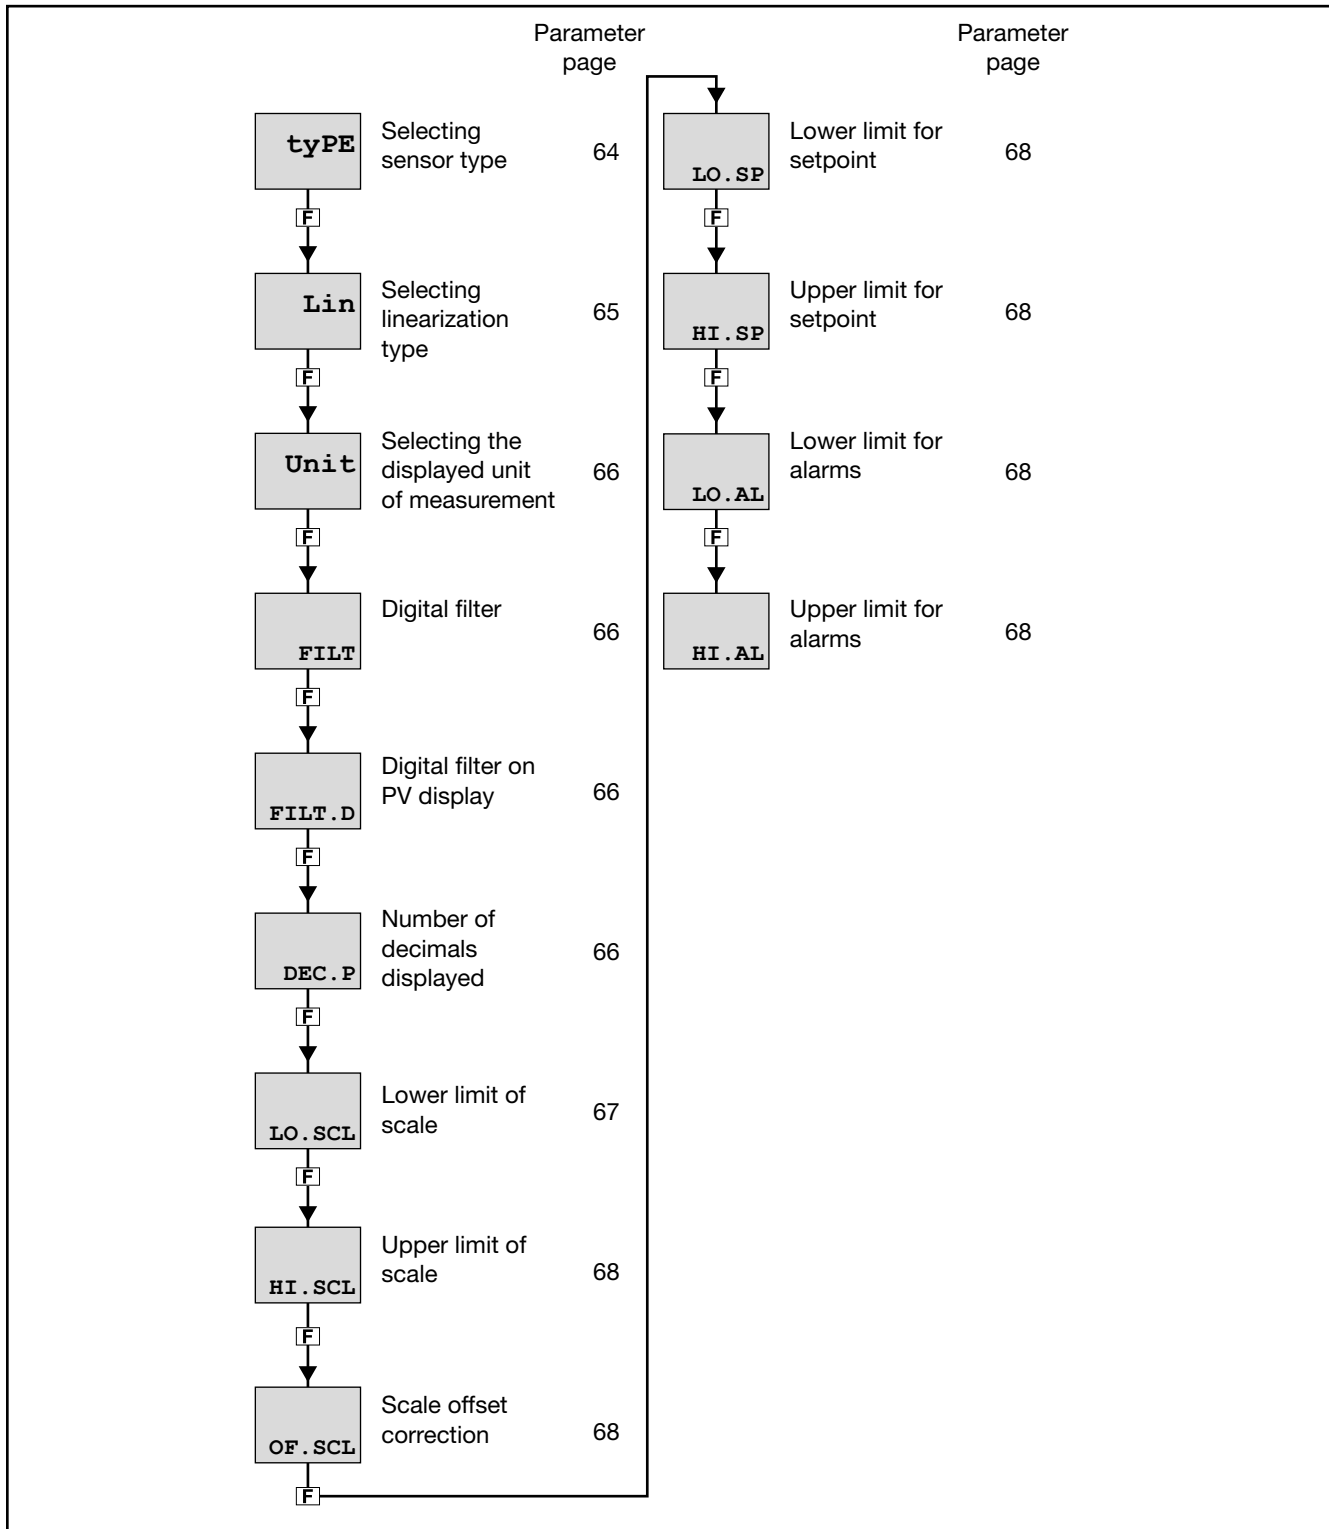 Parameter
page
tyPE
Selecting
sensor type
64
F
Lin
Selecting
linearization
type
65
F
Unit
Selecting the
displayed unit
of measurement
66
F
FILT
Digital filter
66
F
FILT.D
Digital filter on
PV display
66
F
DEC.P
Number of
decimals
displayed
66
F
LO.SCL
Lower limit of
scale
67
F
HI.SCL
Upper limit of
scale
68
F
OF.SCL
Scale offset
correction
68
F
Parameter
page
LO.SP
Lower limit for
setpoint
68
F
HI.SP
Upper limit for
setpoint
68
F
LO.AL
Lower limit for
alarms
68
F
HI.AL
Upper limit for
alarms
68